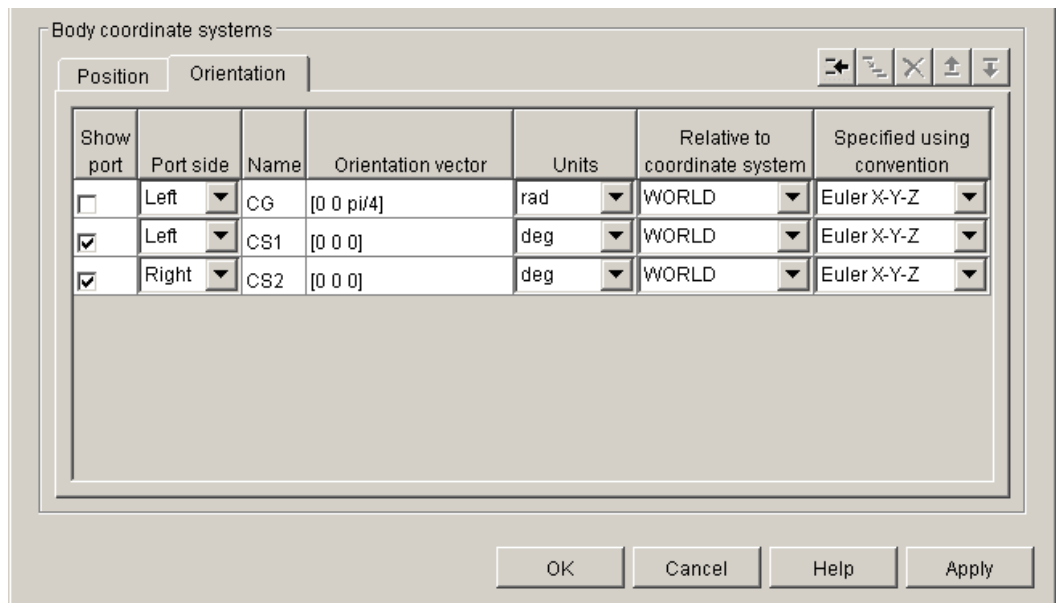 Body coordinate systems
Position Orientation
Show port Port side Name Orientation vector Units Relative to coordinate system Specified using convention
Left CG [0 0 pi/4] rad WORLD Euler X-Y-Z
Left CS1 [0 0 0] deg WORLD Euler X-Y-Z
Right CS2 [0 0 0] deg WORLD Euler X-Y-Z
OK Cancel Help Apply